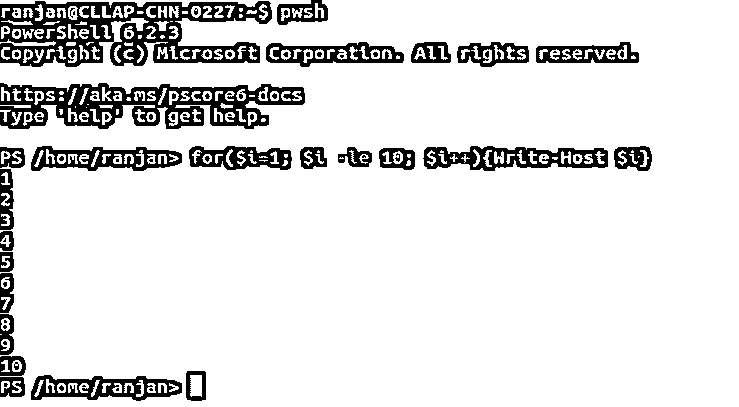 ranjan@CLLAP-CHN-0227:~$ pwsh
PowerShell 6.2.3
Copyright (c) Microsoft Corporation. All rights reserved.
https://aka.ms/pscore6-docs
Type 'help' to get help.
PS /home/ranjan> for($i=1; $i -le 10; $i++){Write-Host $i}
1
2
3
4
5
6
7
8
9
10
PS /home/ranjan>